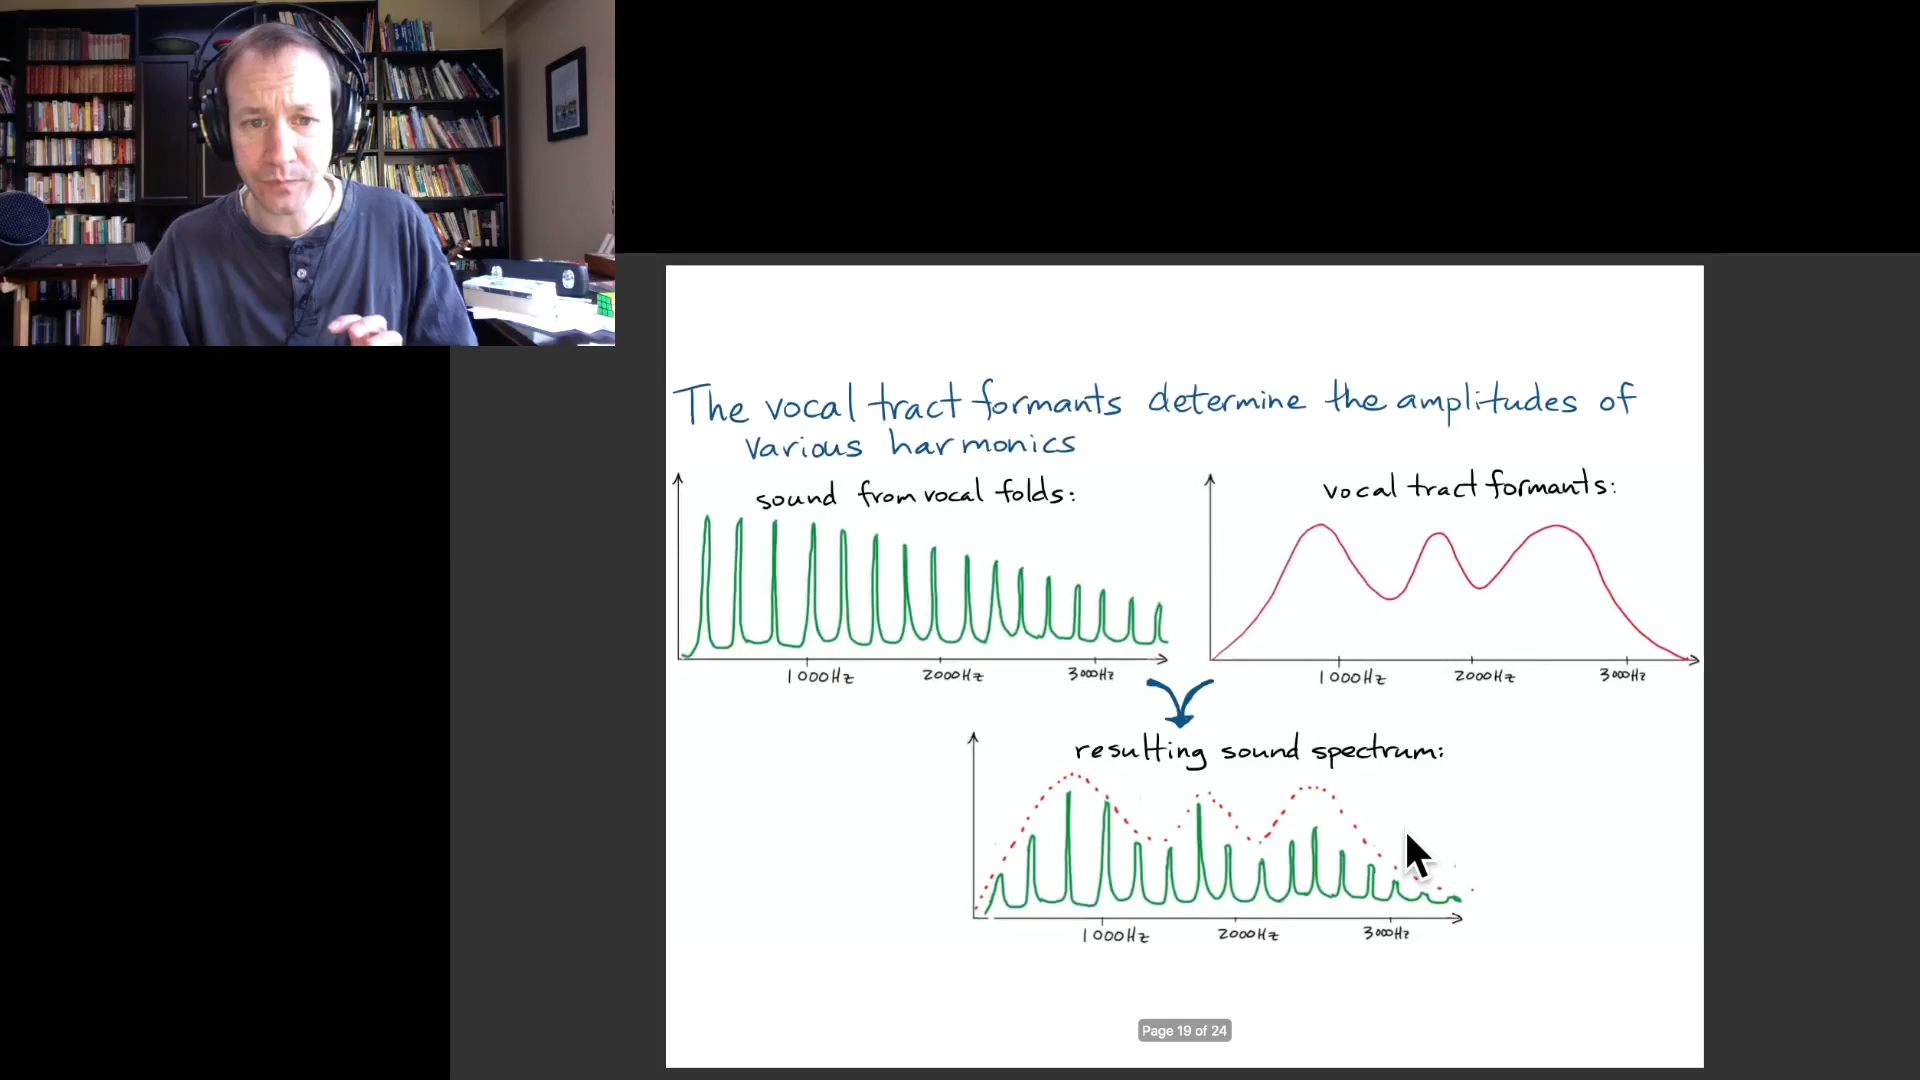 The vocal tract formants determine the amplitudes of
various harmonics
sound from vocal folds:
1000Hz 2000Hz 3000Hz
vocal tract formants:
1000Hz 2000Hz 3000Hz
resulting sound spectrum:
1000Hz 2000Hz 3000Hz
Page 19 of 24